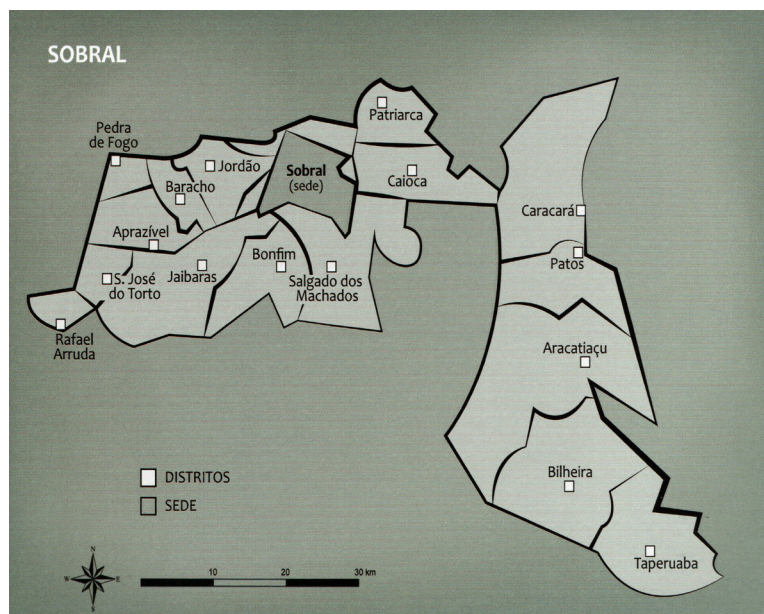 SOBRAL
Patriarca
Pedra
de Fogo
Jordão
Sobral
(sede)
Caioca
Baracho
Caracará
Aprazível
Bonfim
Patos
S. José
do Torto
Jaibaras
Salgado dos
Machados
Rafael
Arruda
Aracatiaçu
Bilheira
DISTRITOS
SEDE
Taperuaba
N
W
E
S
10
20
30 km